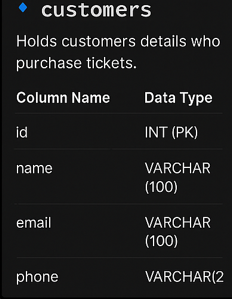 customers
Holds customers details who
purchase tickets.
Column Name Data Type
id INT (PK)
name VARCHAR
(100)
email VARCHAR
(100)
phone VARCHAR(2